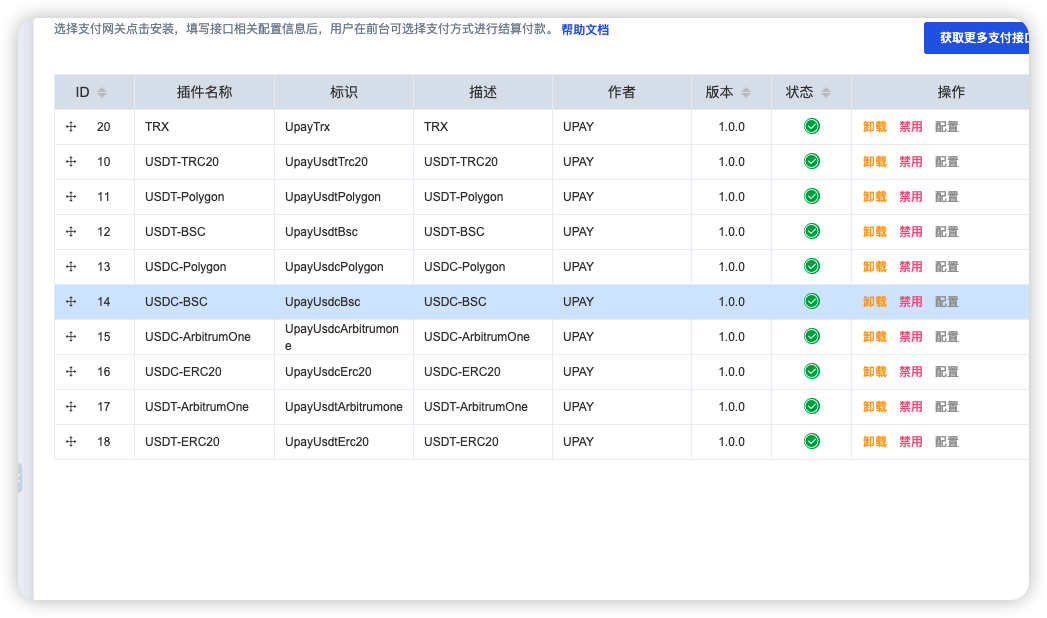 选择支付网关点击安装，填写接口相关配置信息后，用户在前台可选择支付方式进行结算付款。 帮助文档
获取更多支付接口
ID 插件名称 标识 描述 作者 版本 状态 操作
20 TRX UpayTrx TRX UPAY 1.0.0 卸载 禁用 配置
10 USDT-TRC20 UpayUsdtTrc20 USDT-TRC20 UPAY 1.0.0 卸载 禁用 配置
11 USDT-Polygon UpayUsdtPolygon USDT-Polygon UPAY 1.0.0 卸载 禁用 配置
12 USDT-BSC UpayUsdtBsc USDT-BSC UPAY 1.0.0 卸载 禁用 配置
13 USDC-Polygon UpayUsdcPolygon USDC-Polygon UPAY 1.0.0 卸载 禁用 配置
14 USDC-BSC UpayUsdcBsc USDC-BSC UPAY 1.0.0 卸载 禁用 配置
15 USDC-ArbitrumOne UpayUsdcArbitrumon
e USDC-ArbitrumOne UPAY 1.0.0 卸载 禁用 配置
16 USDC-ERC20 UpayUsdcErc20 USDC-ERC20 UPAY 1.0.0 卸载 禁用 配置
17 USDT-ArbitrumOne UpayUsdtArbitrumone USDT-ArbitrumOne UPAY 1.0.0 卸载 禁用 配置
18 USDT-ERC20 UpayUsdtErc20 USDT-ERC20 UPAY 1.0.0 卸载 禁用 配置